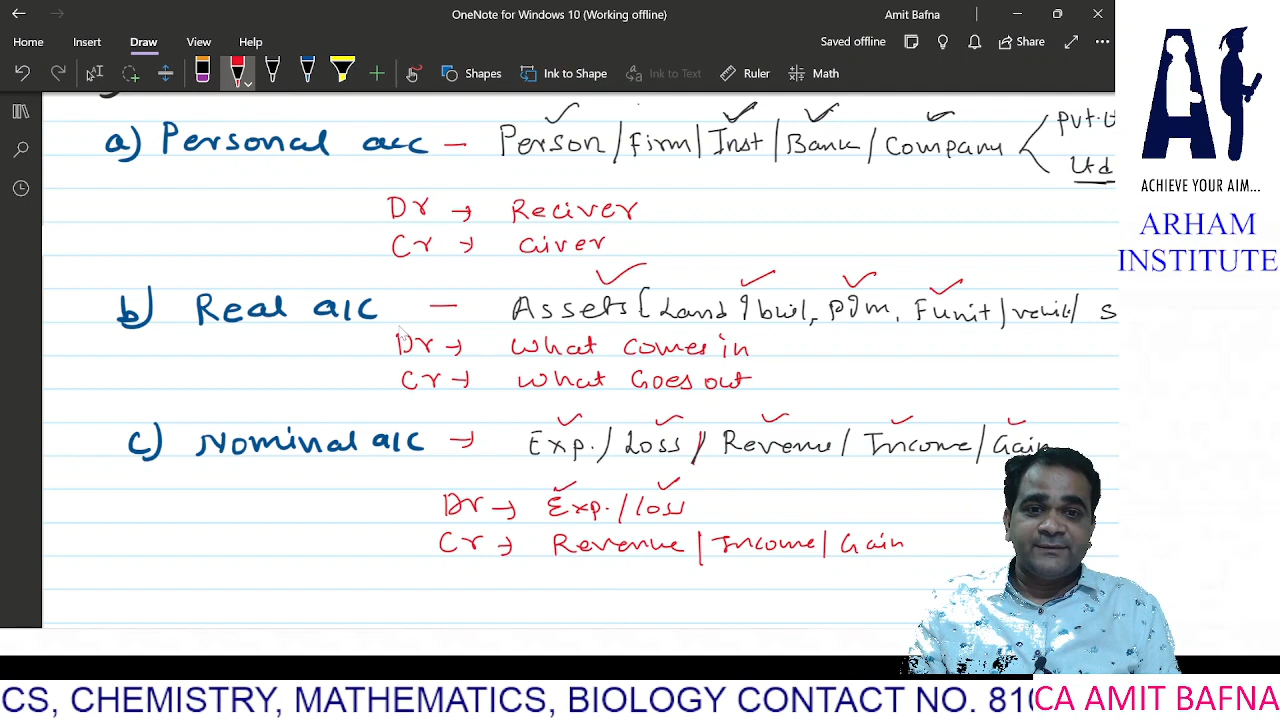 OneNote for Windows 10 (Working offline)
Amit Bafna
Home Insert Draw View Help
Saved offline
Share
Shapes
Ink to Shape
Ink to Text
Ruler
Math
a) Personal a/c - Person / Firm / Inst / Bank / Company
Pvt.
Ltd
Dr → Reciver
Cr → Giver
b) Real a/c - Assets [Land & buil, P&M, Funit /
Dr → What comes in
Cr → What Goes out
c) Nominal a/c → Exp. / Loss / Revenue / Income / Gain
Dr → Exp. / loss
Cr → Revenue / Income / Gain
ACHIEVE YOUR AIM...
ARHAM
INSTITUTE
CS, CHEMISTRY, MATHEMATICS, BIOLOGY CONTACT NO. 810
CA AMIT BAFNA